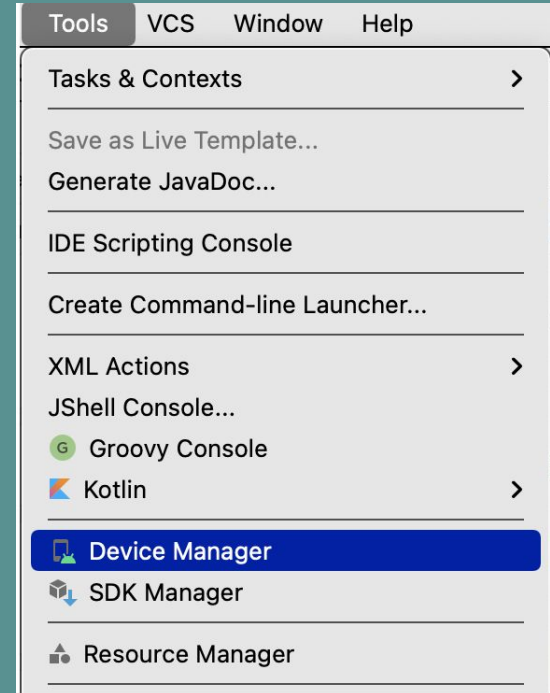 Tools VCS Window Help
Tasks & Contexts
Save as Live Template...
Generate JavaDoc...
IDE Scripting Console
Create Command-line Launcher...
XML Actions
JShell Console...
G Groovy Console
Kotlin
Device Manager
SDK Manager
Resource Manager